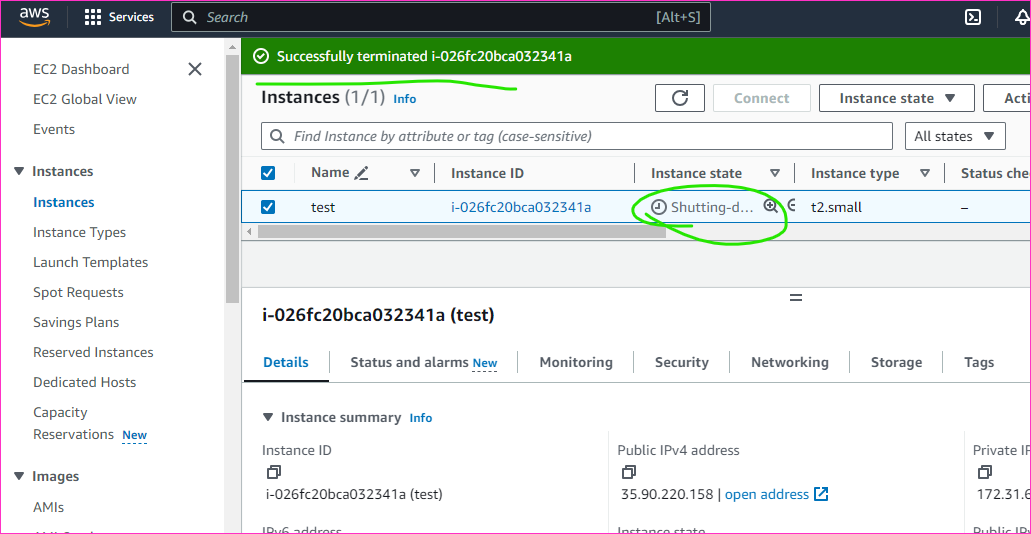 aws
Services
Search
[Alt+S]
EC2 Dashboard
EC2 Global View
Events
Instances
Instances
Instance Types
Launch Templates
Spot Requests
Savings Plans
Reserved Instances
Dedicated Hosts
Capacity
Reservations New
Images
AMIs
Successfully terminated i-026fc20bca032341a
Instances (1/1) Info
Connect
Instance state
Acti
Find Instance by attribute or tag (case-sensitive)
All states
Name
Instance ID
Instance state
Instance type
Status che
test
i-026fc20bca032341a
Shutting-d...
t2.small
–
i-026fc20bca032341a (test)
Details
Status and alarms New
Monitoring
Security
Networking
Storage
Tags
Instance summary Info
Instance ID
i-026fc20bca032341a (test)
Public IPv4 address
35.90.220.158 | open address
Private IP
172.31.6
IPv6 address
Instance state
Public IP